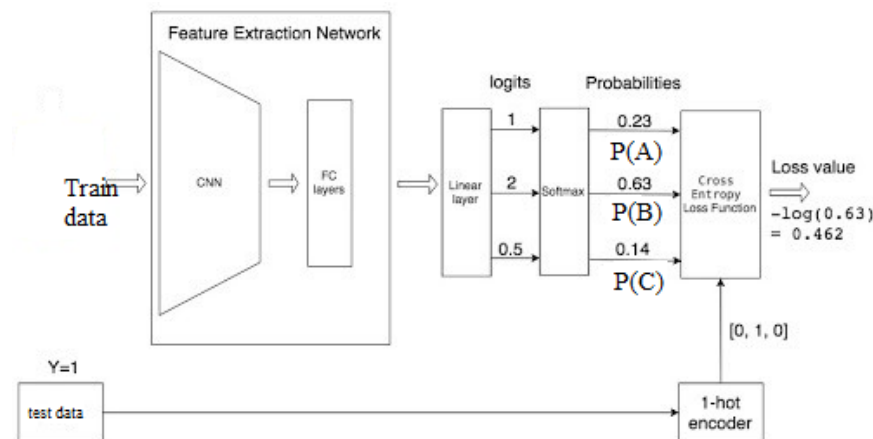 Feature Extraction Network
logits
Probabilities
1
0.23
P(A)
Train
data
CNN
FC
layers
Linear
layer
2
Softmax
0.63
P(B)
Cross
Entropy
Loss Function
Loss value
-log(0.63)
= 0.462
0.5
0.14
P(C)
[0, 1, 0]
Y=1
test data
1-hot
encoder